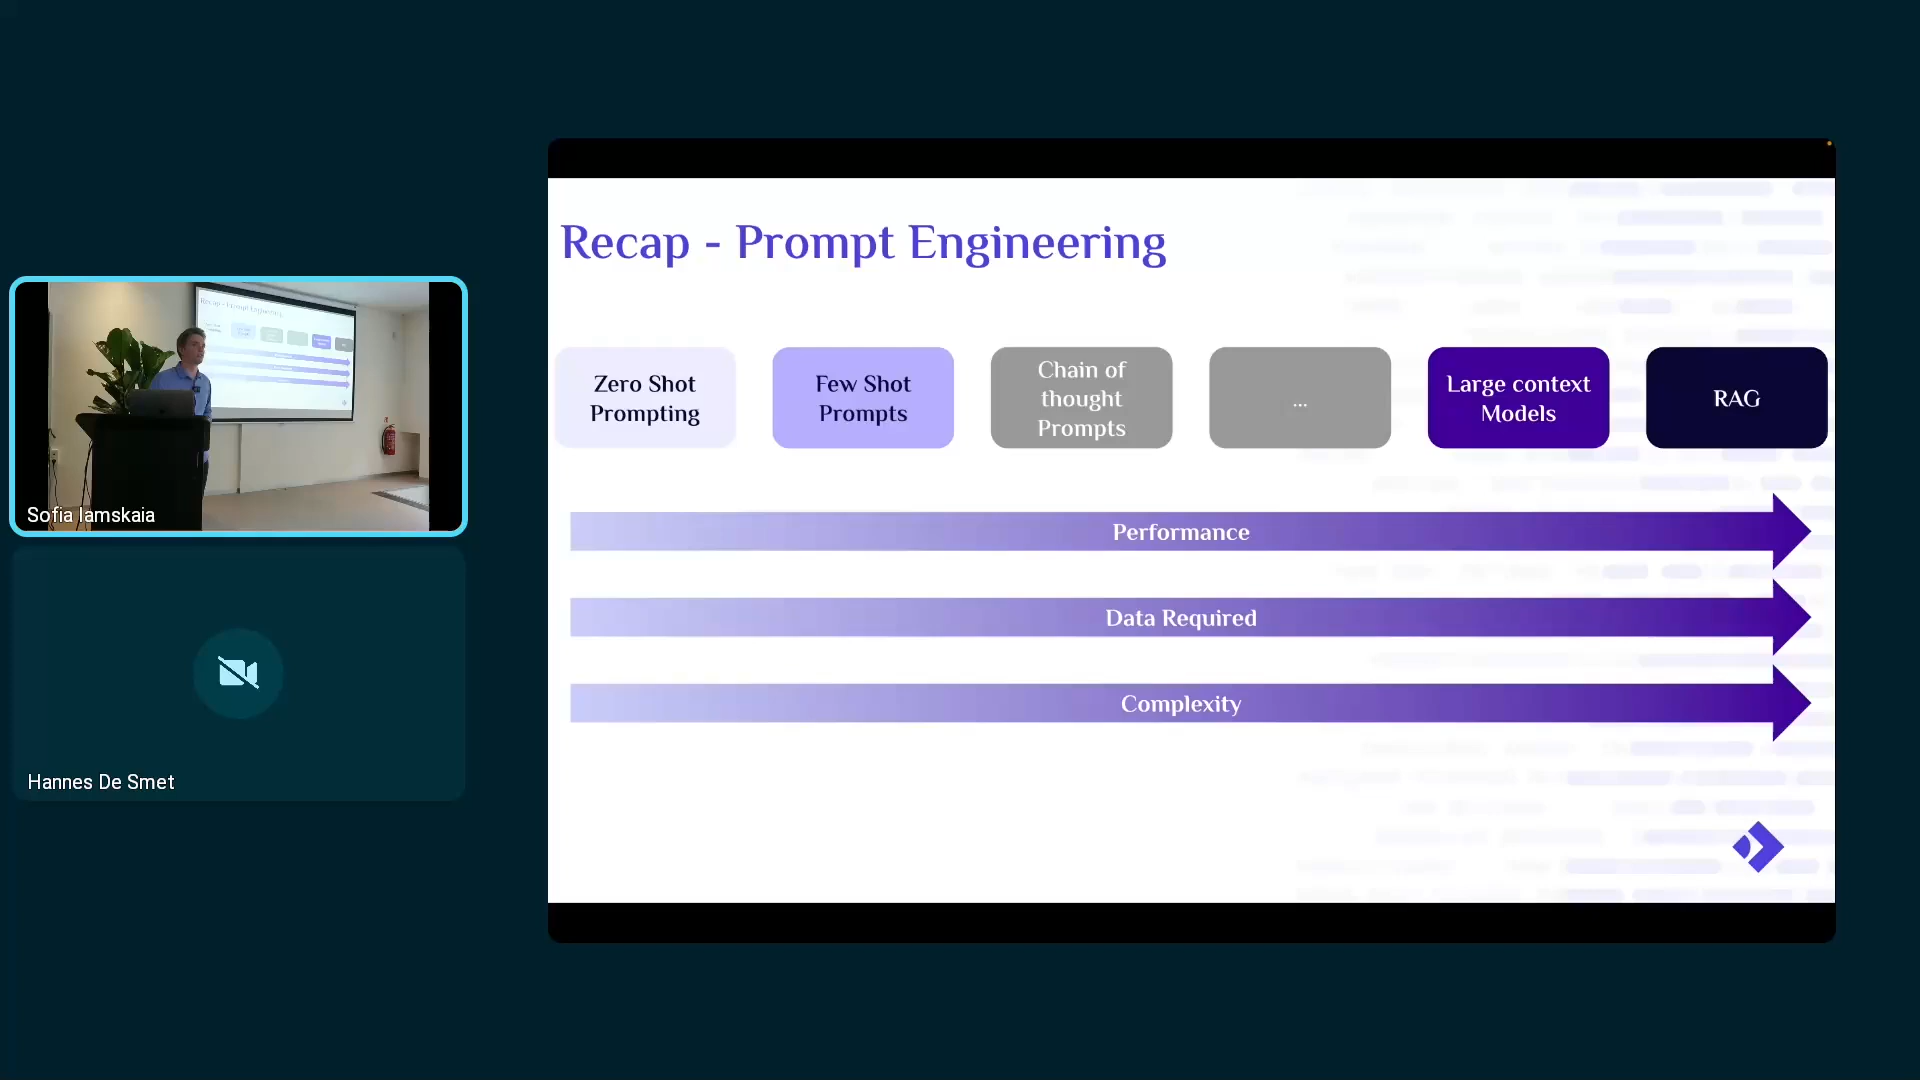 Recap - Prompt Engineering
Zero Shot
Prompting
Few Shot
Prompts
Chain of
thought
Prompts
...
Large context
Models
RAG
Performance
Data Required
Complexity
Sofia Iamskaia
Hannes De Smet